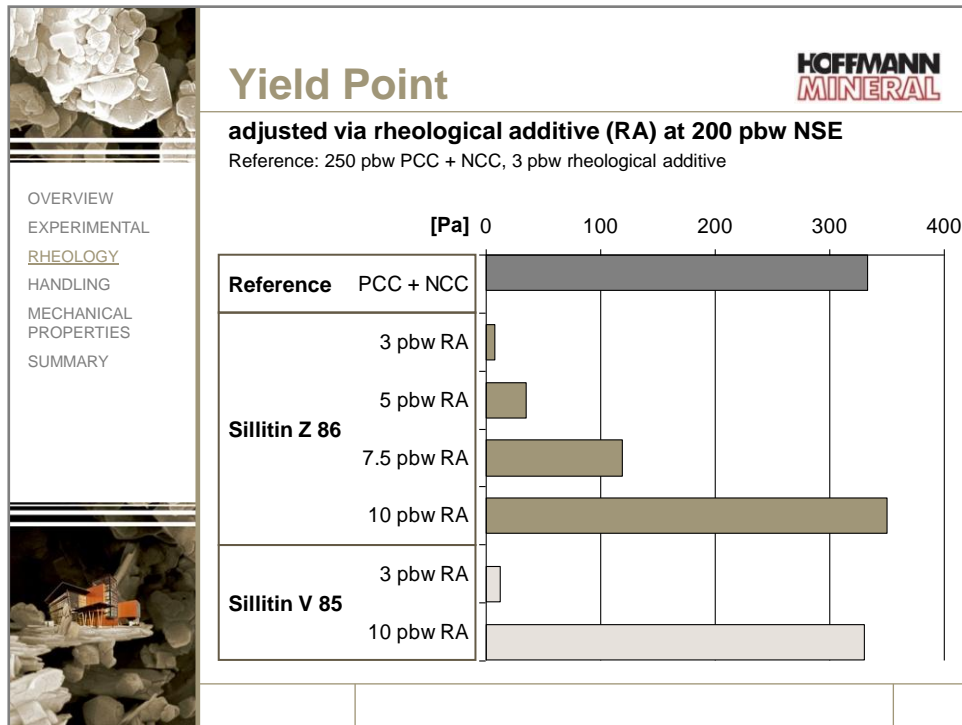 Yield Point
HOFFMANN
MINERAL
adjusted via rheological additive (RA) at 200 pbw NSE
Reference: 250 pbw PCC + NCC, 3 pbw rheological additive
OVERVIEW
EXPERIMENTAL
RHEOLOGY
HANDLING
MECHANICAL
PROPERTIES
SUMMARY
[Pa] 0 100 200 300 400
Reference PCC + NCC
3 pbw RA
5 pbw RA
Sillitin Z 86
7.5 pbw RA
10 pbw RA
3 pbw RA
Sillitin V 85
10 pbw RA